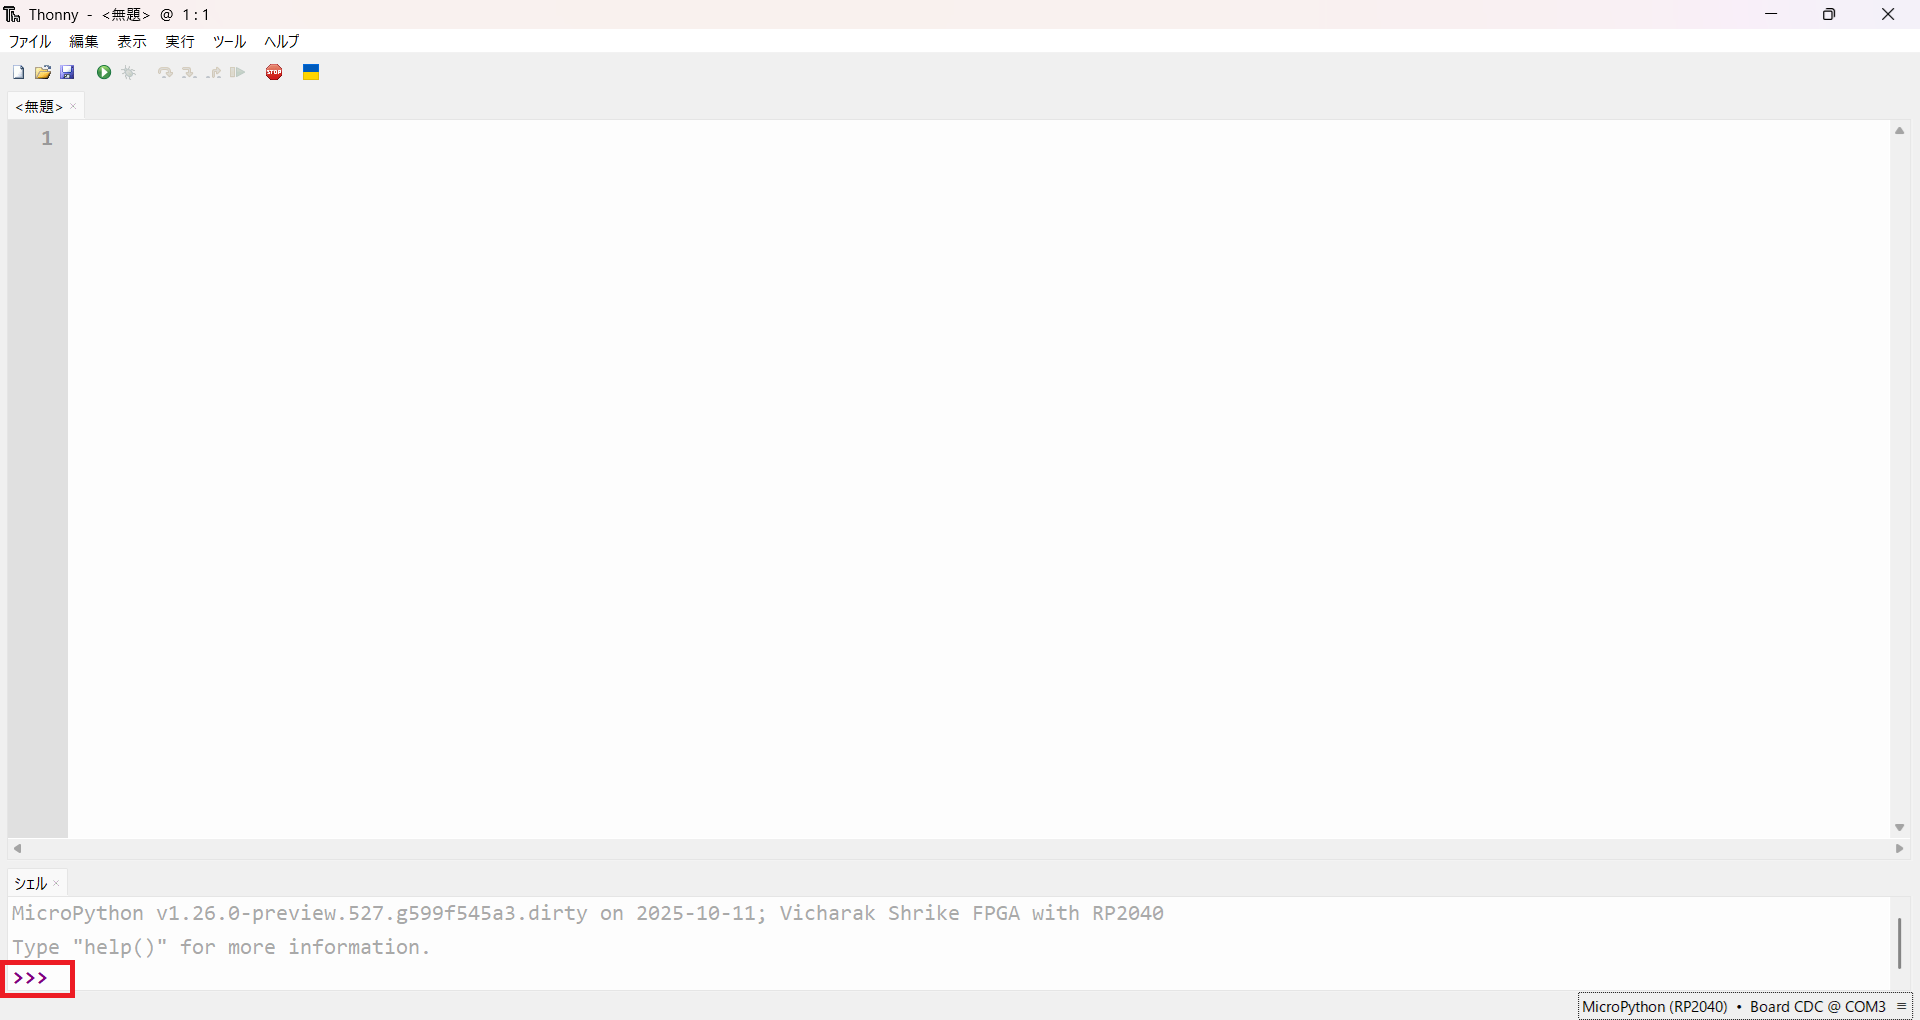 Thonny - <無題> @ 1:1
ファイル 編集 表示 実行 ツール ヘルプ
STOP
<無題> ×
1
シェル ×
MicroPython v1.26.0-preview.527.g599f545a3.dirty on 2025-10-11; Vicharak Shrike FPGA with RP2040
Type "help()" for more information.
>>>
MicroPython (RP2040) • Board CDC @ COM3 ≡